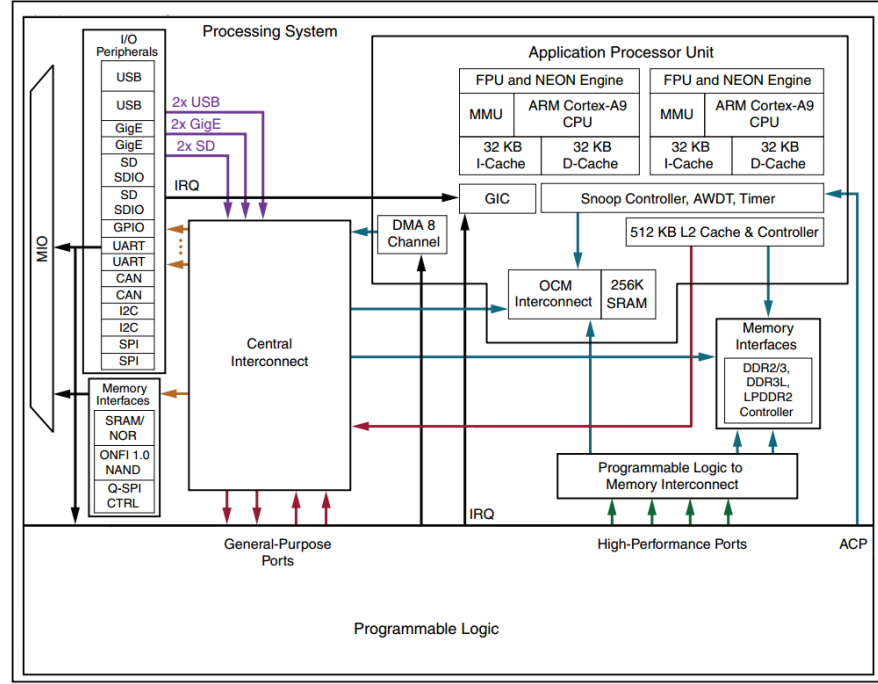 Processing System
I/O
Peripherals
USB
USB
GigE
GigE
SD
SDIO
SD
SDIO
GPIO
UART
UART
CAN
CAN
I2C
I2C
SPI
SPI
MIO
2x USB
2x GigE
2x SD
IRQ
Memory
Interfaces
SRAM/
NOR
ONFI 1.0
NAND
Q-SPI
CTRL
Central
Interconnect
DMA 8
Channel
Application Processor Unit
FPU and NEON Engine
MMU
ARM Cortex-A9
CPU
32 KB
I-Cache
32 KB
D-Cache
FPU and NEON Engine
MMU
ARM Cortex-A9
CPU
32 KB
I-Cache
32 KB
D-Cache
GIC
Snoop Controller, AWDT, Timer
512 KB L2 Cache & Controller
OCM
Interconnect
256K
SRAM
Memory
Interfaces
DDR2/3,
DDR3L,
LPDDR2
Controller
Programmable Logic to
Memory Interconnect
IRQ
General-Purpose
Ports
High-Performance Ports
ACP
Programmable Logic